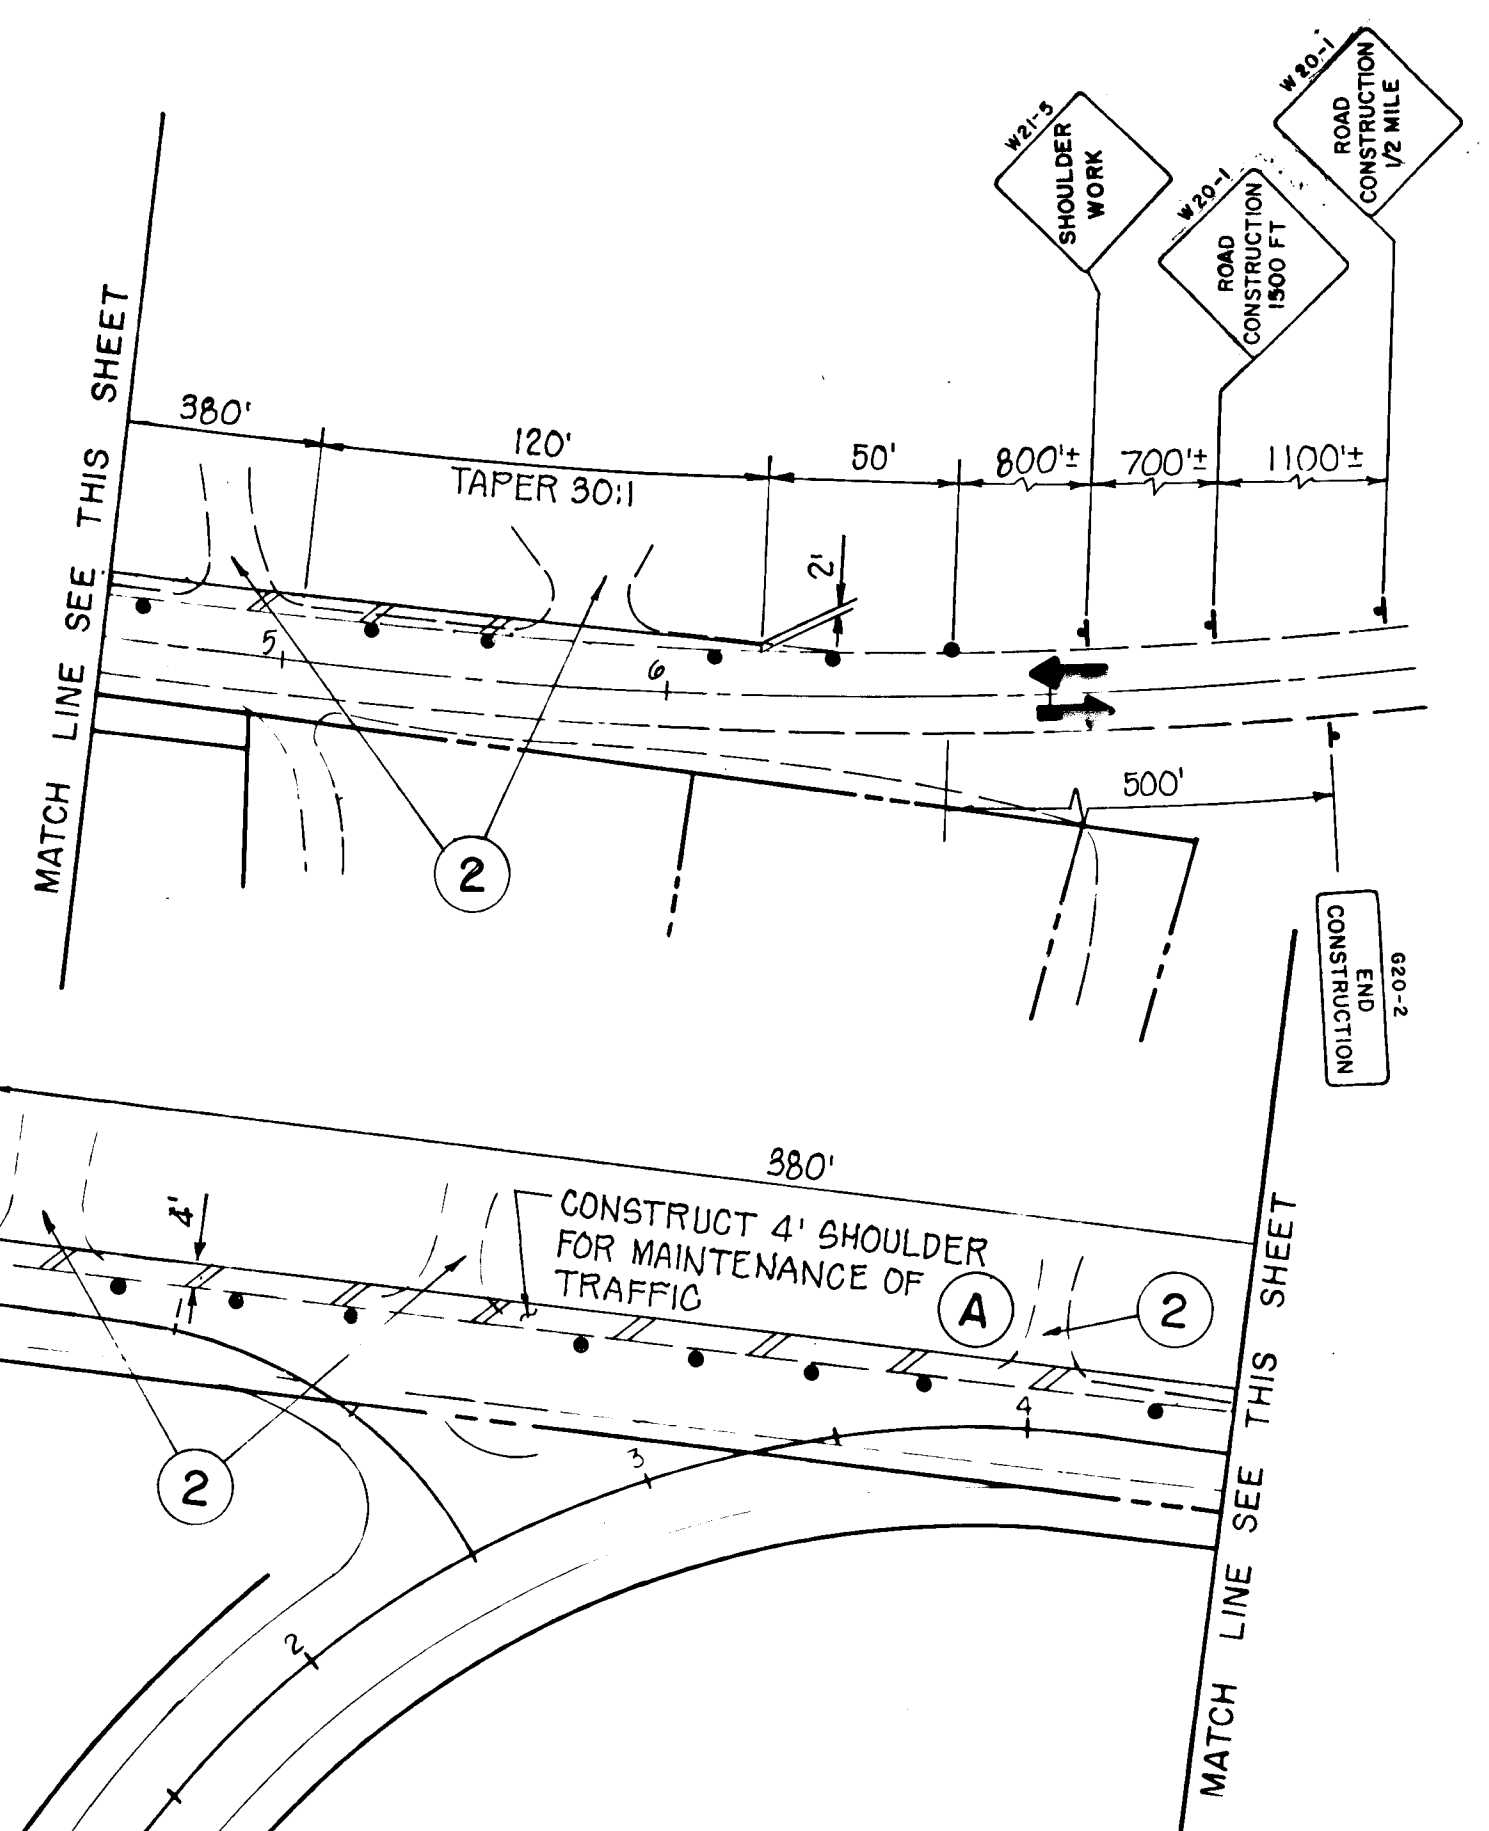 W20-1
ROAD
CONSTRUCTION
1/2 MILE
W21-5
SHOULDER
WORK
W20-1
ROAD
CONSTRUCTION
1500 FT
MATCH LINE SEE THIS SHEET
380'
120'
TAPER 30:1
50'
800'±
700'±
1100'±
2'
5
6
500'
2
G20-2
END
CONSTRUCTION
380'
4'
CONSTRUCT 4' SHOULDER
FOR MAINTENANCE OF
TRAFFIC
A
2
4
3
2
2
MATCH LINE SEE THIS SHEET